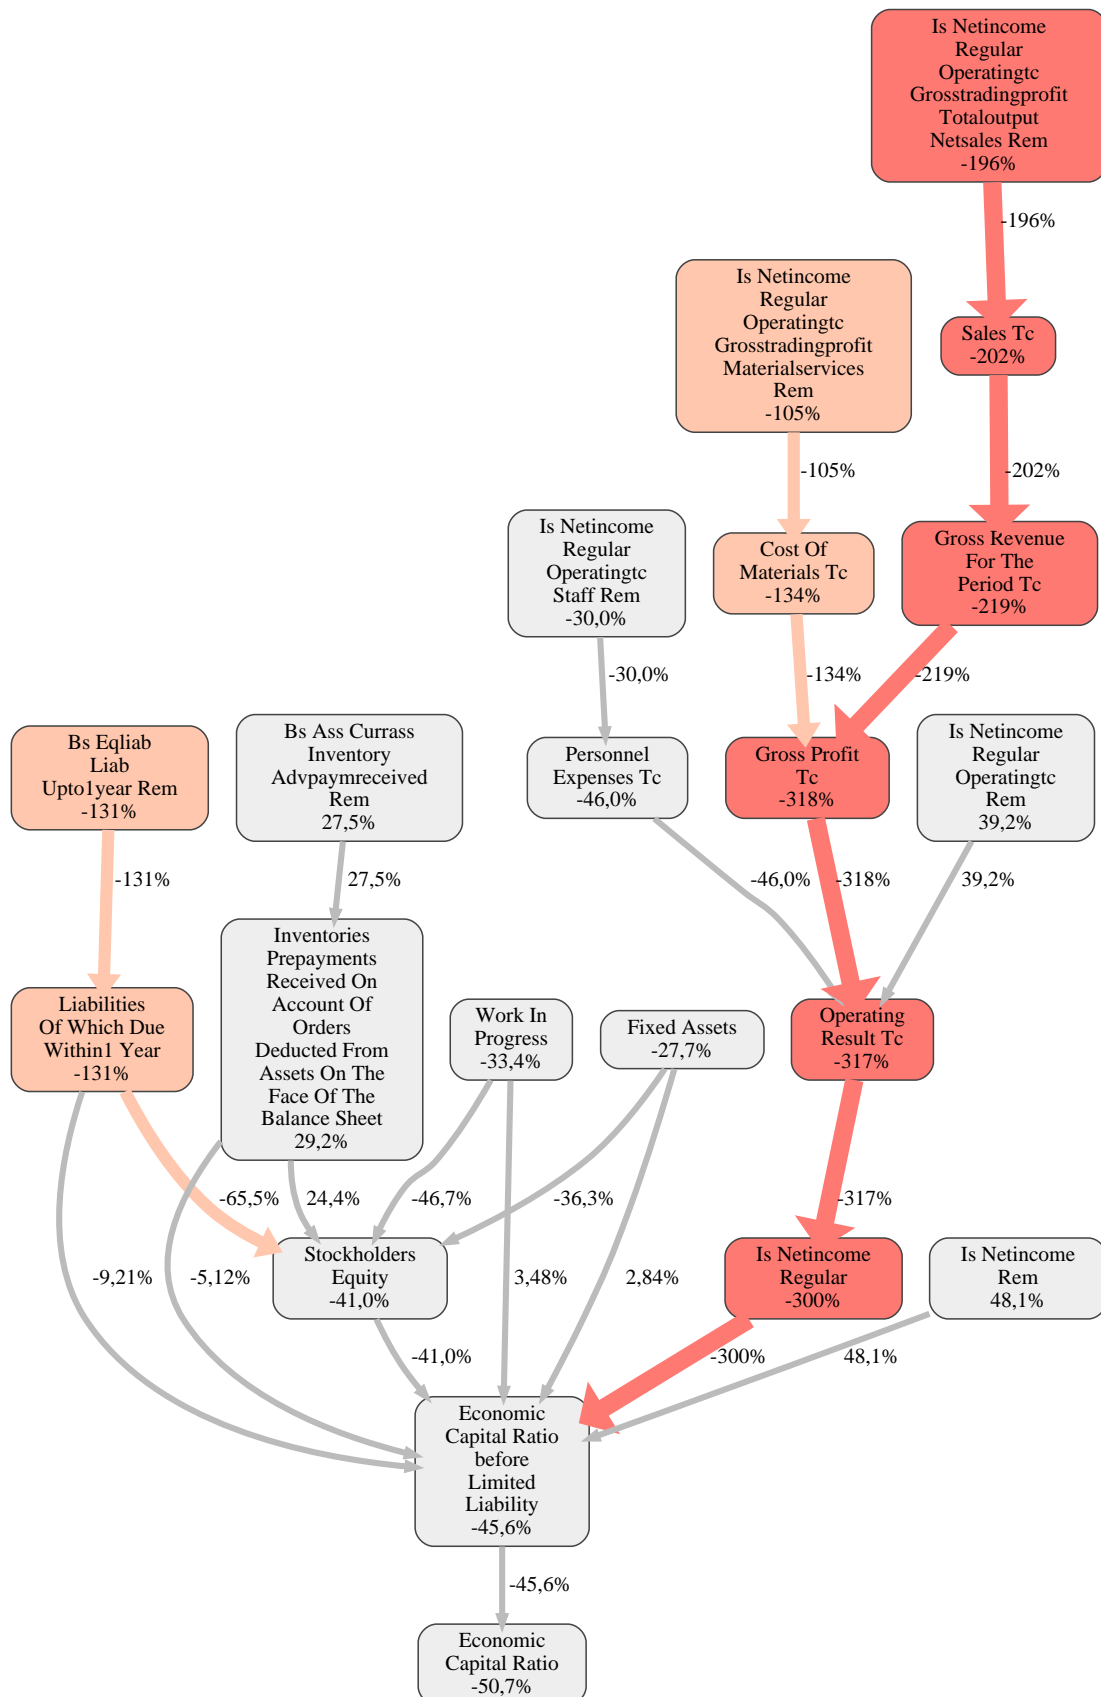 Is Netincome
Regular
Operatingtc
Grosstradingprofit
Totaloutput
Netsales Rem
-196%
-196%
Is Netincome
Regular
Operatingtc
Grosstradingprofit
Materialservices
Rem
-105%
Sales Tc
-202%
-105%
-202%
Is Netincome
Regular
Operatingtc
Staff Rem
-30,0%
Cost Of
Materials Tc
-134%
Gross Revenue
For The
Period Tc
-219%
-30,0%
-134%
-219%
Bs Eqliab
Liab
Upto1year Rem
-131%
Bs Ass Currass
Inventory
Advpaymreceived
Rem
27,5%
Personnel
Expenses Tc
-46,0%
Gross Profit
Tc
-318%
Is Netincome
Regular
Operatingtc
Rem
39,2%
-131%
27,5%
-46,0%
-318%
39,2%
Liabilities
Of Which Due
Within1 Year
-131%
Inventories
Prepayments
Received On
Account Of
Orders
Deducted From
Assets On The
Face Of The
Balance Sheet
29,2%
Work In
Progress
-33,4%
Fixed Assets
-27,7%
Operating
Result Tc
-317%
-65,5%
24,4%
-46,7%
-36,3%
-317%
Stockholders
Equity
-41,0%
Is Netincome
Regular
-300%
Is Netincome
Rem
48,1%
-9,21%
-5,12%
3,48%
2,84%
-41,0%
-300%
48,1%
Economic
Capital Ratio
before
Limited
Liability
-45,6%
-45,6%
Economic
Capital Ratio
-50,7%